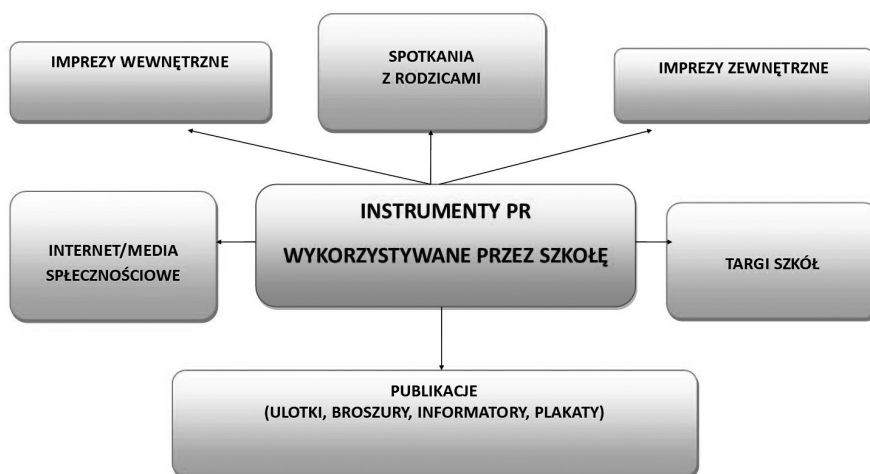 IMPREZY WEWNĘTRZNE
SPOTKANIA
Z RODZICAMI
IMPREZY ZEWNĘTRZNE
INSTRUMENTY PR
WYKORZYSTYWANE PRZEZ SZKOŁĘ
INTERNET/MEDIA
SPŁECZNOŚCIOWE
TARGI SZKÓŁ
PUBLIKACJE
(ULOTKI, BROSZURY, INFORMATORY, PLAKATY)